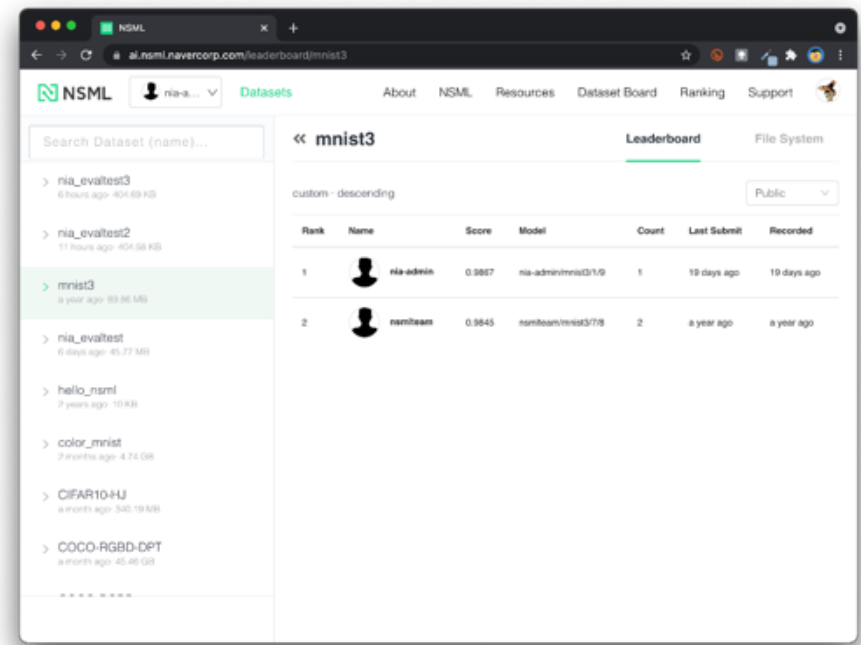 NSML
ai.nsml.navercorp.com/leaderboard/mnist3
NSML nia-a... Datasets About NSML Resources Dataset Board Ranking Support
Search Dataset (name)...
« mnist3 Leaderboard File System
nia_evaltest3
6 hours ago· 404.69 KB
custom · descending Public
nia_evaltest2
11 hours ago· 404.56 KB
Rank Name Score Model Count Last Submit Recorded
mnist3
a year ago·
1 nia-admin 0.9867 nia-admin/mnist3/1/9 1 19 days ago 19 days ago
2 nsmlteam 0.9845 nsmlteam/mnist3/7/8 2 a year ago a year ago
nia_evaltest
6 days ago· 45.77 MB
hello_nsml
2 years ago· 10 KB
color_mnist
2 months ago· 4.74 GB
CIFAR10-HJ
a month ago· 340.19 MB
COCO-RGBD-DPT
a month ago· 45.46 GB